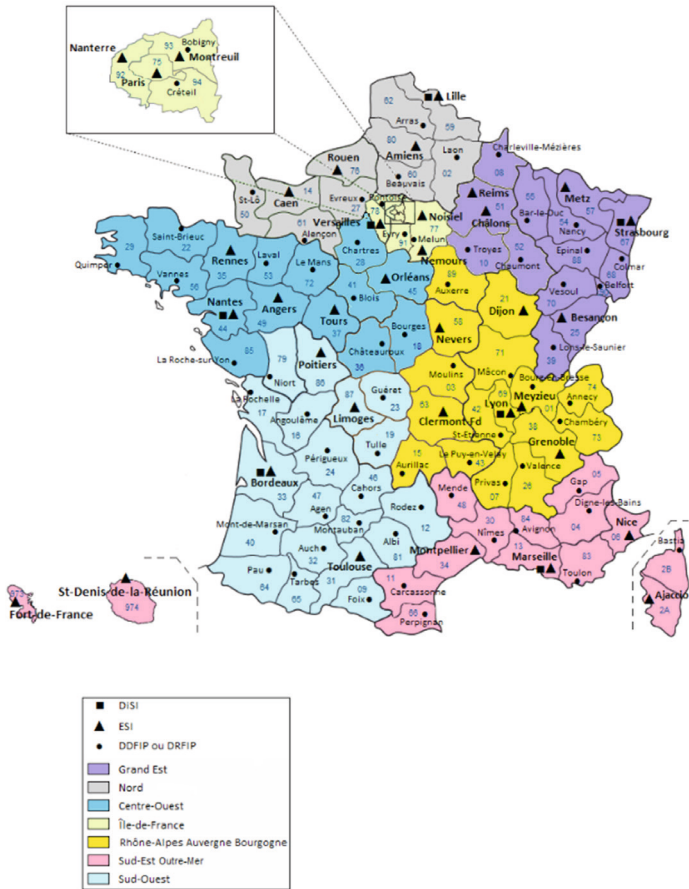 93
Bobigny
Nanterre
Montreuil
75
92
Paris
94
Créteil
62
Lille
Arras
59
80
Amiens
Laon
Charleville-Mézières
Rouen
76
60
02
08
Beauvais
Caen
14
Evreux
27
Pontoise
78
Reims
Metz
St-Lô
50
61
Alençon
Versailles
Noisiel
77
51
Châlons
55
57
Bar-le-Duc
54
Strasbourg
67
Evry
91
Melun
Chartres
28
Nemours
Troyes
10
52
Chaumont
Nancy
Epinal
88
Colmar
68
29
Saint-Brieuc
22
Quimper
Rennes
35
Laval
53
Le Mans
72
Vannes
56
Orléans
45
41
Blois
89
Auxerre
21
Dijon
70
Vesoul
Belfort
90
Besançon
25
Nantes
44
Angers
49
Tours
37
Bourges
18
Nevers
58
Châteauroux
36
Lons-le-Saunier
39
La Roche-sur-Yon
85
79
Niort
Poitiers
86
Moulins
03
71
Mâcon
Bourg-en-Bresse
01
74
Annecy
La Rochelle
17
Guéret
23
87
Limoges
63
Clermont-Fd
42
69
Lyon
Meyzieu
Chambéry
73
Angoulême
16
St-Etienne
38
Grenoble
19
Tulle
Périgueux
24
15
Aurillac
Le Puy-en-Velay
43
Valence
26
Privas
07
Bordeaux
33
46
Cahors
47
Agen
Rodez
12
Mende
48
Gap
05
Digne-les-Bains
04
Mont-de-Marsan
40
82
Montauban
Albi
81
30
Nîmes
84
Avignon
Nice
06
Auch
32
Toulouse
31
Montpellier
34
13
Marseille
83
Toulon
Bastia
2B
Pau
64
Tarbes
65
09
Foix
11
Carcassonne
66
Perpignan
Ajaccio
2A
St-Denis-de-la-Réunion
974
Fort-de-France
DiSI
ESI
DDFIP ou DRFIP
Grand Est
Nord
Centre-Ouest
Île-de-France
Rhône-Alpes Auvergne Bourgogne
Sud-Est Outre-Mer
Sud-Ouest